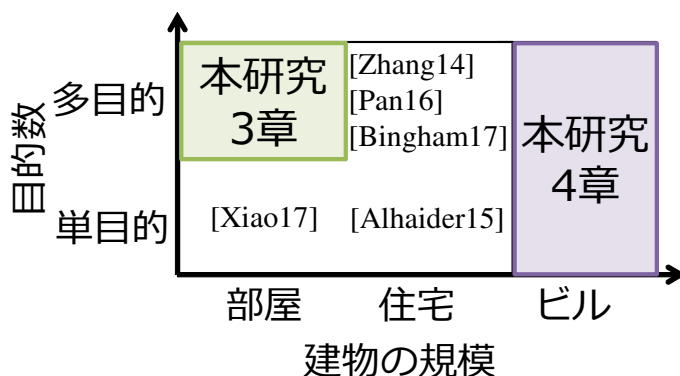 目的数
多目的
単目的
本研究
3章
[Zhang14]
[Pan16]
[Bingham17]
本研究
4章
[Xiao17]
[Alhaider15]
部屋
住宅
ビル
建物の規模